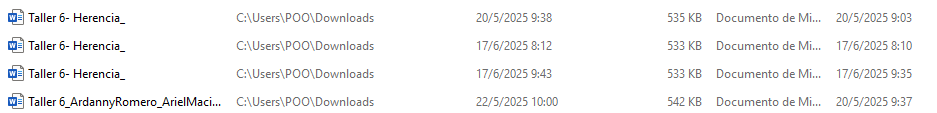 Taller 6- Herencia_ C:\Users\POO\Downloads 20/5/2025 9:38 535 KB Documento de Mi... 20/5/2025 9:03
Taller 6- Herencia_ C:\Users\POO\Downloads 17/6/2025 8:12 533 KB Documento de Mi... 17/6/2025 8:10
Taller 6- Herencia_ C:\Users\POO\Downloads 17/6/2025 9:43 533 KB Documento de Mi... 17/6/2025 9:35
Taller 6_ArdannyRomero_ArielMaci... C:\Users\POO\Downloads 22/5/2025 10:00 542 KB Documento de Mi... 20/5/2025 9:37